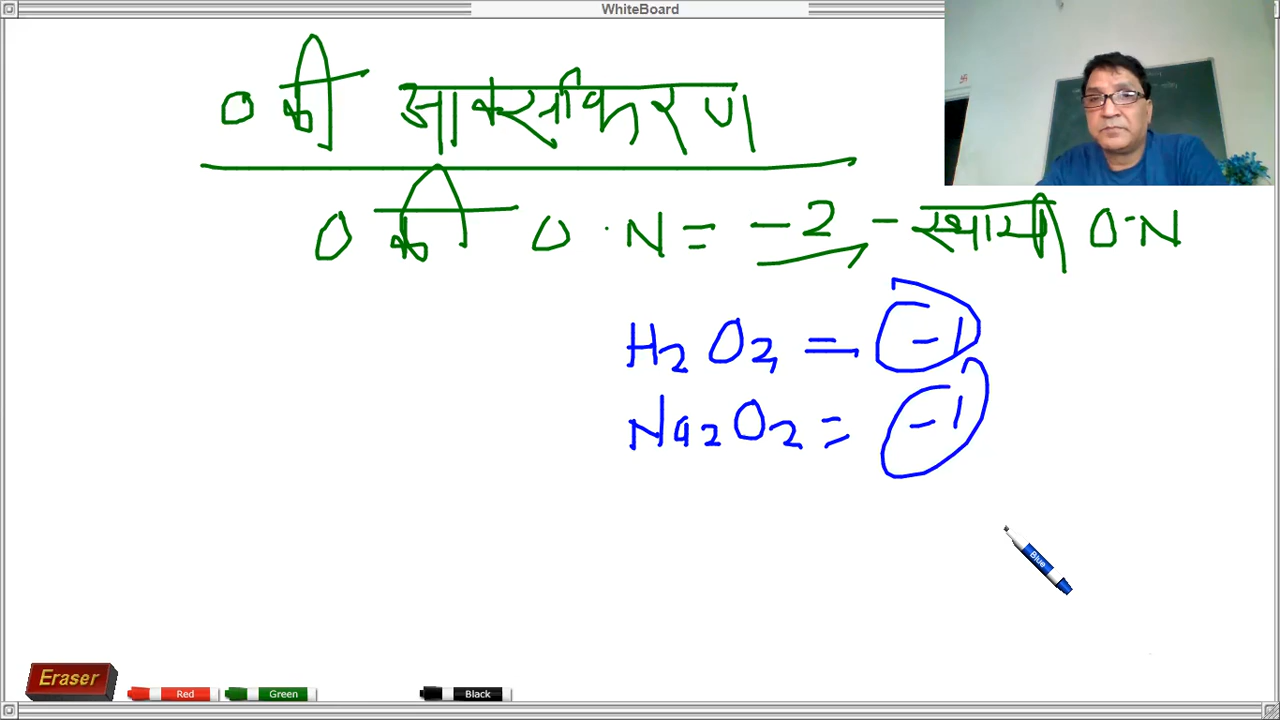 WhiteBoard
O की आक्सीकरण
O की O.N = -2 - स्थायी O-N
H2O2 = -1
Na2O2 = -1
Blue
Eraser Red Green Black